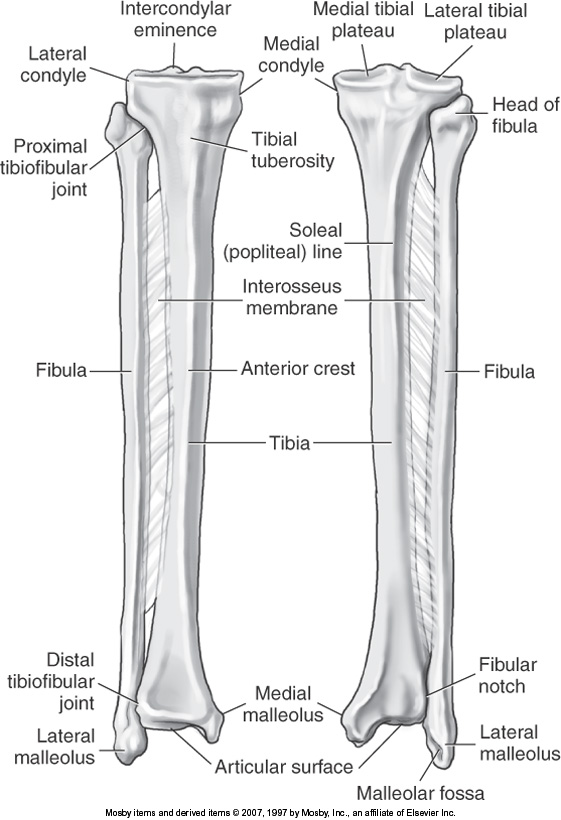 Intercondylar
eminence
Medial tibial
plateau
Lateral tibial
plateau
Lateral
condyle
Medial
condyle
Head of
fibula
Proximal
tibiofibular
joint
Tibial
tuberosity
Soleal
(popliteal) line
Interosseus
membrane
Fibula
Anterior crest
Fibula
Tibia
Distal
tibiofibular
joint
Medial
malleolus
Fibular
notch
Lateral
malleolus
Lateral
malleolus
Articular surface
Malleolar fossa
Mosby items and derived items © 2007, 1997 by Mosby, Inc., an affiliate of Elsevier Inc.